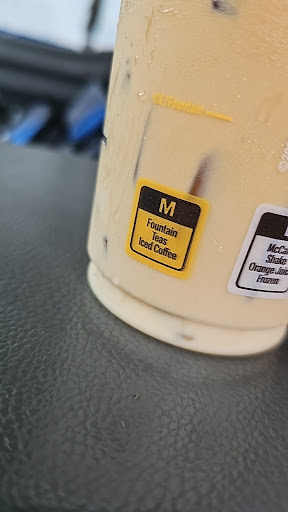 M
Fountain
Teas
Iced Coffee
McCa
Shake
Orange Juic
Frozen